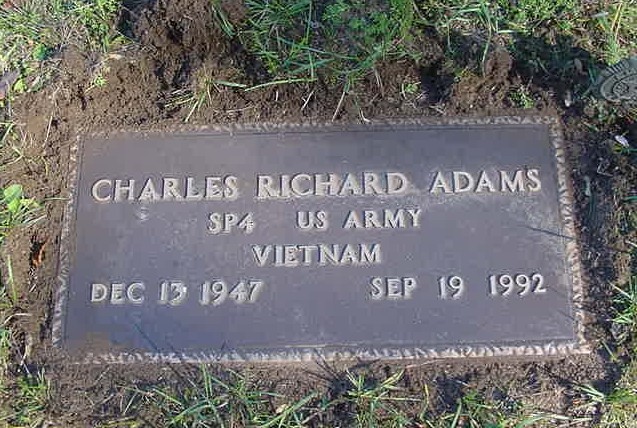 CHARLES RICHARD ADAMS
SP4 US ARMY
VIETNAM
DEC 13 1947 SEP 19 1992